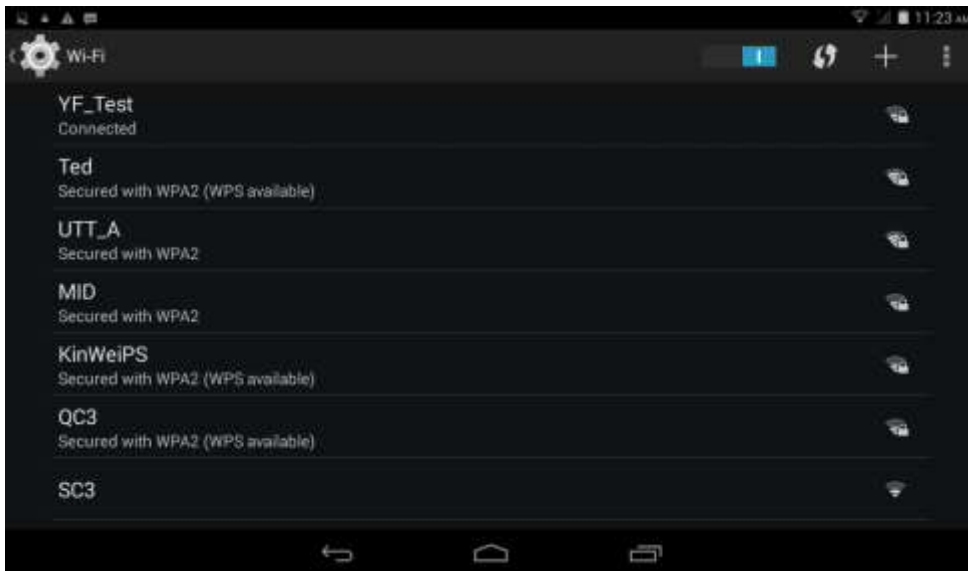 11:23 AM
Wi-Fi
YF_Test
Connected
Ted
Secured with WPA2 (WPS available)
UTT_A
Secured with WPA2
MID
Secured with WPA2
KinWeiPS
Secured with WPA2 (WPS available)
QC3
Secured with WPA2 (WPS available)
SC3